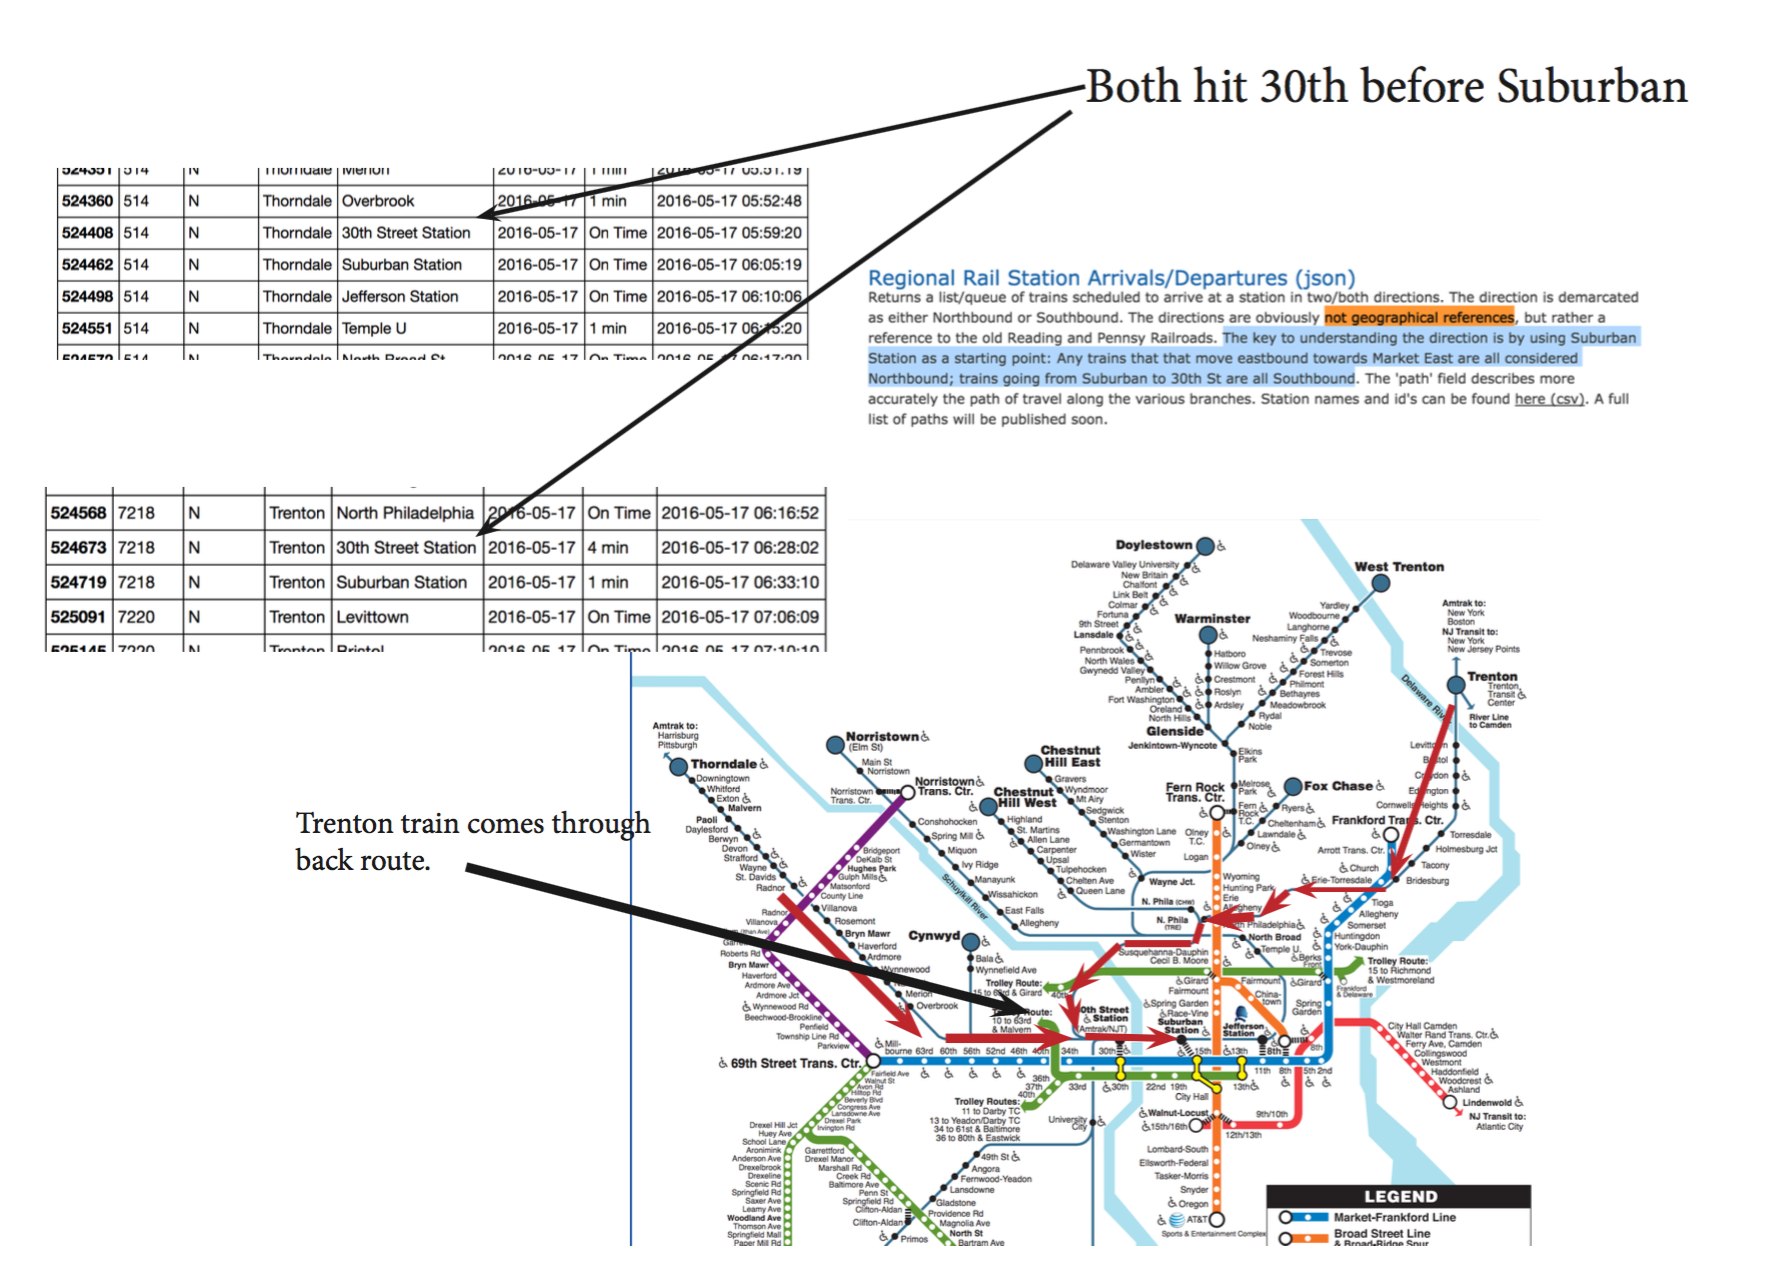 Both hit 30th before Suburban
524351 514 N Thorndale Merion 2016-05-17 1 min 2016-05-17 05:51:19
524360 514 N Thorndale Overbrook 2016-05-17 1 min 2016-05-17 05:52:48
524408 514 N Thorndale 30th Street Station 2016-05-17 On Time 2016-05-17 05:59:20
524462 514 N Thorndale Suburban Station 2016-05-17 On Time 2016-05-17 06:05:19
524498 514 N Thorndale Jefferson Station 2016-05-17 On Time 2016-05-17 06:10:06
524551 514 N Thorndale Temple U 2016-05-17 1 min 2016-05-17 06:15:20
524572 514 N Thorndale North Broad St 2016-05-17 On Time 2016-05-17 06:17:20
Regional Rail Station Arrivals/Departures (json)
Returns a list/queue of trains scheduled to arrive at a station in two/both directions. The direction is demarcated
as either Northbound or Southbound. The directions are obviously not geographical references, but rather a
reference to the old Reading and Pennsy Railroads. The key to understanding the direction is by using Suburban
Station as a starting point: Any trains that that move eastbound towards Market East are all considered
Northbound; trains going from Suburban to 30th St are all Southbound. The 'path' field describes more
accurately the path of travel along the various branches. Station names and id's can be found here (csv). A full
list of paths will be published soon.
524568 7218 N Trenton North Philadelphia 2016-05-17 On Time 2016-05-17 06:16:52
524673 7218 N Trenton 30th Street Station 2016-05-17 4 min 2016-05-17 06:28:02
524719 7218 N Trenton Suburban Station 2016-05-17 1 min 2016-05-17 06:33:10
525091 7220 N Trenton Levittown 2016-05-17 On Time 2016-05-17 07:06:09
525145 7220 N Trenton Bristol 2016-05-17 On Time 2016-05-17 07:10:10
Trenton train comes through
back route.
Doylestown
Delaware Valley University
New Britain
Chalfont
Link Belt
Colmar
Fortuna
9th Street
Lansdale
Pennbrook
North Wales
Gwynedd Valley
Penllyn
Ambler
Fort Washington
Oreland
North Hills
Glenside
Jenkintown-Wyncote
Warminster
Hatboro
Willow Grove
Crestmont
Roslyn
Ardsley
West Trenton
Yardley
Woodbourne
Langhorne
Neshaminy Falls
Trevose
Somerton
Forest Hills
Philmont
Bethayres
Meadowbrook
Rydal
Noble
Elkins
Park
Melrose
Park
Fern
Rock
T.C.
Amtrak to:
New York
Boston
NJ Transit to:
New York
New Jersey Points
Trenton
Trenton
Transit
Center
River Line
to Camden
Delaware River
Cornwells Heights
Torresdale
Holmesburg Jct
Tacony
Bridesburg
Amtrak to:
Harrisburg
Pittsburgh
Thorndale
Downingtown
Whitford
Exton
Malvern
Paoli
Daylesford
Berwyn
Devon
Strafford
Wayne
St. Davids
Radnor
Villanova
Rosemont
Bryn Mawr
Haverford
Ardmore
Wynnewood
Merion
Overbrook
Norristown
(Elm St)
Main St
Norristown
Norristown
Trans. Ctr.
Norristown
Trans. Ctr.
Conshohocken
Spring Mill
Miquon
Ivy Ridge
Manayunk
Wissahickon
East Falls
Allegheny
Schuylkill River
Bridgeport
DeKalb St
Hughes Park
Gulph Mills
Matsonford
County Line
Radnor
Villanova
Roberts Rd
Bryn Mawr
Haverford
Ardmore Ave
Ardmore Jct
Wynnewood Rd
Beechwood-Brookline
Penfield
Township Line Rd
Parkview
69th Street Trans. Ctr.
Chestnut
Hill East
Gravers
Wyndmoor
Mt Airy
Sedgwick
Stenton
Washington Lane
Germantown
Wister
Wayne Jct.
Chestnut
Hill West
Highland
St. Martins
Allen Lane
Carpenter
Upsal
Tulpehocken
Chelten Ave
Queen Lane
N. Phila (CHW)
N. Phila
(TRE)
Cynwyd
Bala
Wynnefield Ave
Fern Rock
Trans. Ctr.
Olney
T.C.
Logan
Wyoming
Hunting Park
Erie
Allegheny
North Philadelphia
Susquehanna-Dauphin
Cecil B. Moore
Girard
Fairmount
Spring Garden
Race-Vine
Fox Chase
Ryers
Cheltenham
Lawndale
Olney
Frankford Trans. Ctr.
Arrott Trans. Ctr.
Church
Erie-Torresdale
Tioga
Allegheny
Somerset
Huntingdon
York-Dauphin
Berks
Front
Girard
Spring
Garden
North Broad
Temple U.
Fairmount
China-
town
Trolley Route:
15 to Richmond
& Westmoreland
Frankford
& Delaware
Trolley Route:
15 to 63rd & Girard
40th
Route:
10 to 63rd
& Malvern
30th Street
Station
(Amtrak/NJT)
Suburban
Station
Jefferson
Station
Millbourne 63rd 60th 56th 52nd 46th 40th 34th 30th 15th 13th 11th 8th 5th 2nd
36th
37th
40th
33rd 30th 22nd 19th 13th
City Hall
8th
8th
Trolley Routes:
11 to Darby TC
13 to Yeadon/Darby TC
34 to 61st & Baltimore
36 to 80th & Eastwick
University
City
Walnut-Locust
15th/16th
12th/13th
9th/10th
Lombard-South
Ellsworth-Federal
Tasker-Morris
Snyder
Oregon
AT&T
Sports & Entertainment Complex
City Hall Camden
Walter Rand Trans. Ctr.
Ferry Ave, Camden
Collingswood
Westmont
Haddonfield
Woodcrest
Ashland
Lindenwold
NJ Transit to:
Atlantic City
Fairfield Ave
Walnut St
Avon Rd
Hilltop Rd
Beverly Blvd
Congress Ave
Lansdowne Ave
Drexel Park
Irvington Rd
Drexel Hill Jct
Huey Ave
School Lane
Aronimink
Anderson Ave
Drexelbrook
Drexeline
Scenic Rd
Springfield Rd
Saxer Ave
Leamy Ave
Woodland Ave
Thomson Ave
Springfield Mall
Paper Mill Rd
Garrettford
Drexel Manor
Marshall Rd
Creek Rd
Baltimore Ave
Penn St
Springfield Rd
Clifton-Aldan
Clifton-Aldan
Providence Rd
Magnolia Ave
North St
Bartram Ave
49th St
Angora
Fernwood-Yeadon
Lansdowne
Gladstone
Primos
LEGEND
Market-Frankford Line
Broad Street Line
& Broad-Ridge Spur